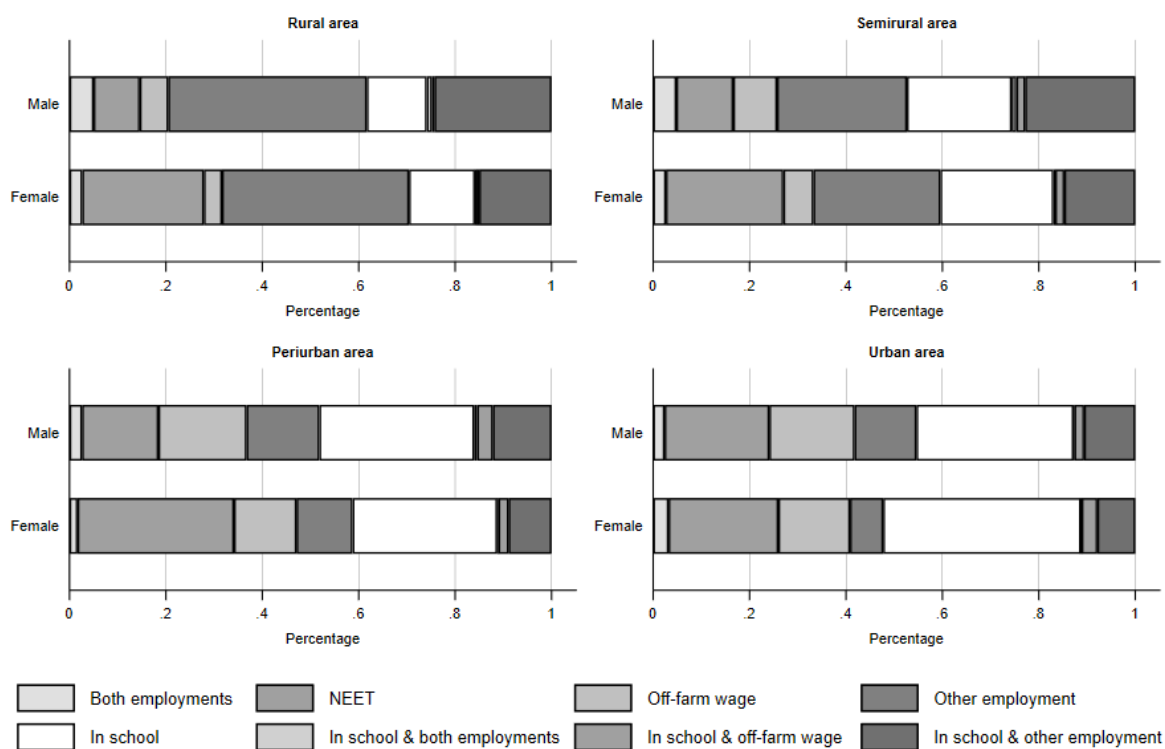 Rural area
Male
Female
0 .2 .4 .6 .8 1
Percentage
Semirural area
Male
Female
0 .2 .4 .6 .8 1
Percentage
Periurban area
Male
Female
0 .2 .4 .6 .8 1
Percentage
Urban area
Male
Female
0 .2 .4 .6 .8 1
Percentage
Both employments NEET Off-farm wage Other employment
In school In school & both employments In school & off-farm wage In school & other employment